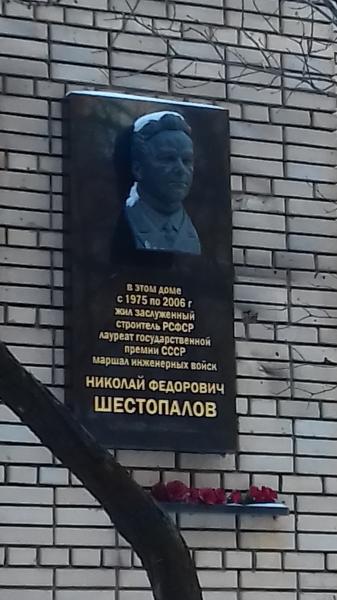 в этом доме
с 1975 по 2006 г
жил заслуженный
строитель РСФСР
лауреат государственной
премии СССР
маршал инженерных войск
НИКОЛАЙ ФЕДОРОВИЧ
ШЕСТОПАЛОВ